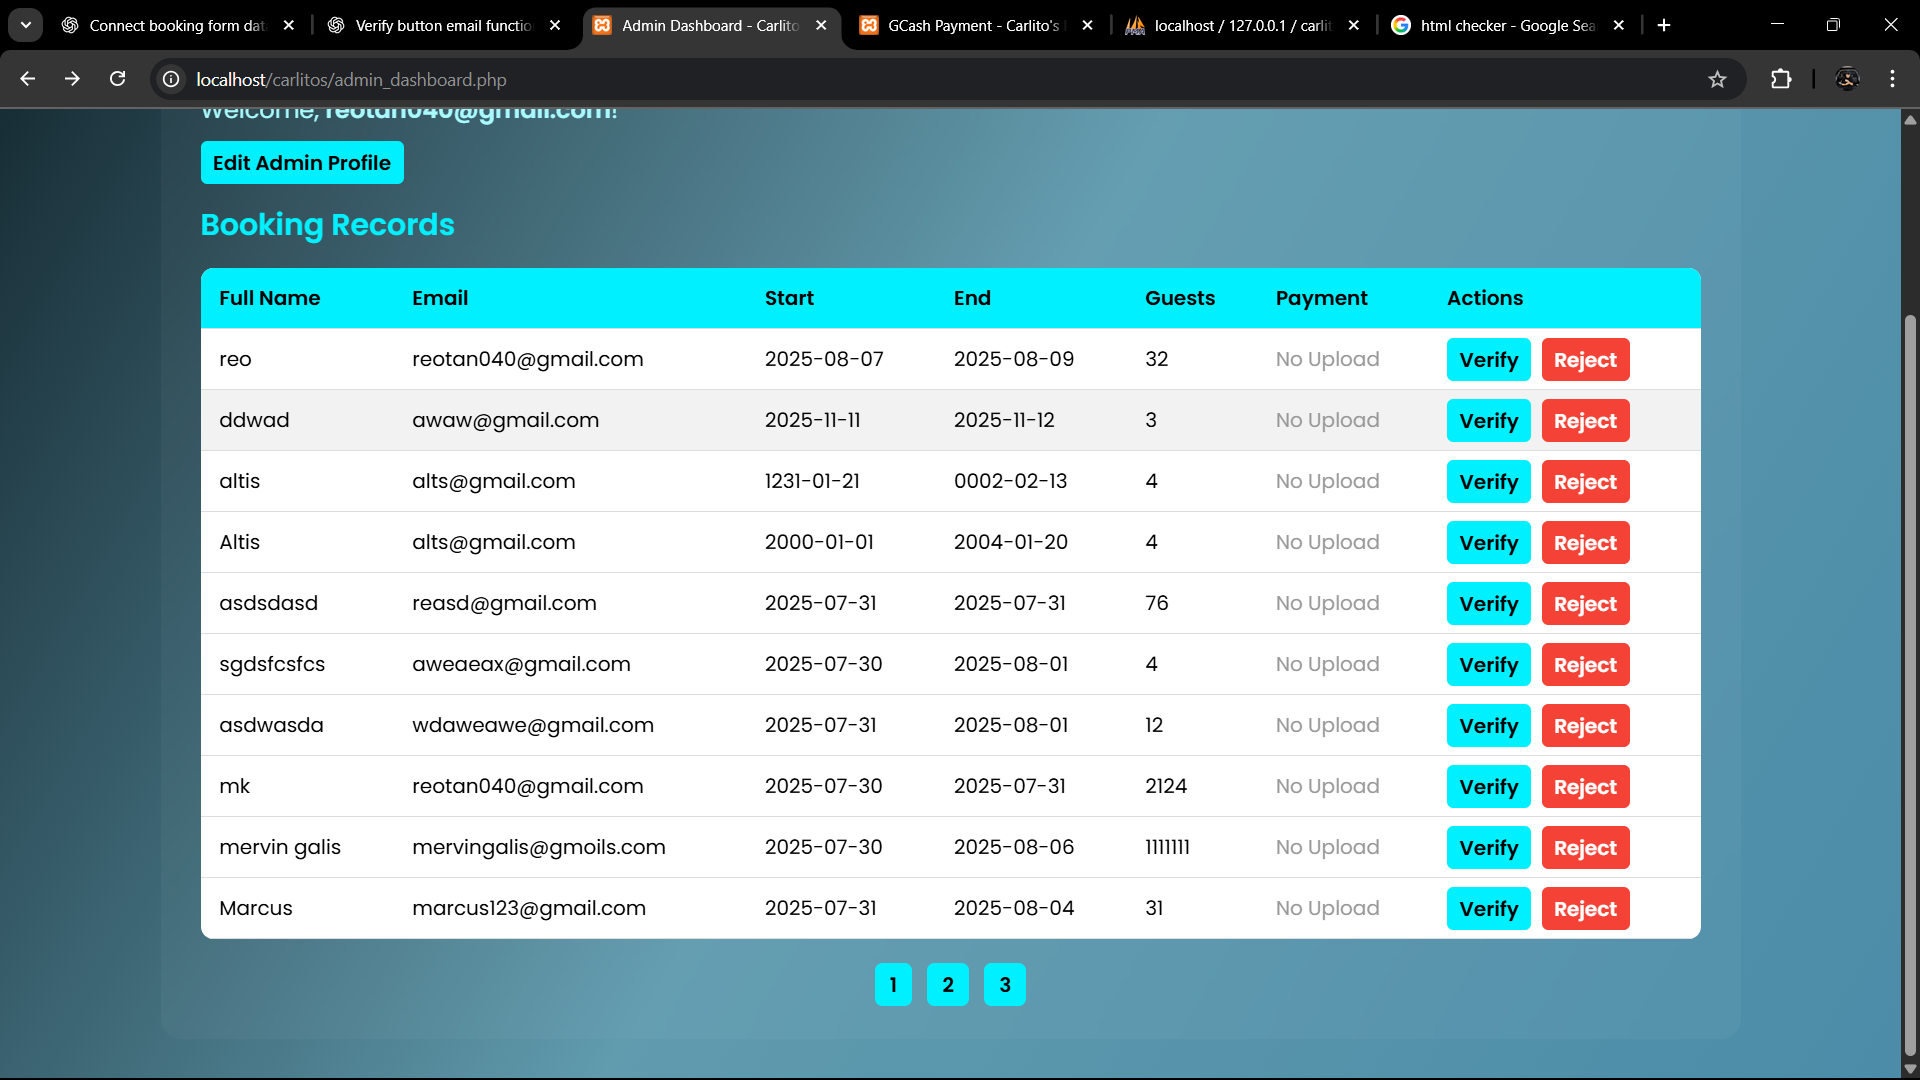 Connect booking form dat
Verify button email functio
Admin Dashboard - Carlito
GCash Payment - Carlito's
localhost / 127.0.0.1 / carlit
html checker - Google Sea
localhost/carlitos/admin_dashboard.php
Welcome, reotan040@gmail.com!
Edit Admin Profile
Booking Records
Full Name Email Start End Guests Payment Actions
reo reotan040@gmail.com 2025-08-07 2025-08-09 32 No Upload Verify Reject
ddwad awaw@gmail.com 2025-11-11 2025-11-12 3 No Upload Verify Reject
altis alts@gmail.com 1231-01-21 0002-02-13 4 No Upload Verify Reject
Altis alts@gmail.com 2000-01-01 2004-01-20 4 No Upload Verify Reject
asdsdasd reasd@gmail.com 2025-07-31 2025-07-31 76 No Upload Verify Reject
sgdsfcsfcs aweaeax@gmail.com 2025-07-30 2025-08-01 4 No Upload Verify Reject
asdwasda wdaweawe@gmail.com 2025-07-31 2025-08-01 12 No Upload Verify Reject
mk reotan040@gmail.com 2025-07-30 2025-07-31 2124 No Upload Verify Reject
mervin galis mervingalis@gmoils.com 2025-07-30 2025-08-06 1111111 No Upload Verify Reject
Marcus marcus123@gmail.com 2025-07-31 2025-08-04 31 No Upload Verify Reject
1 2 3